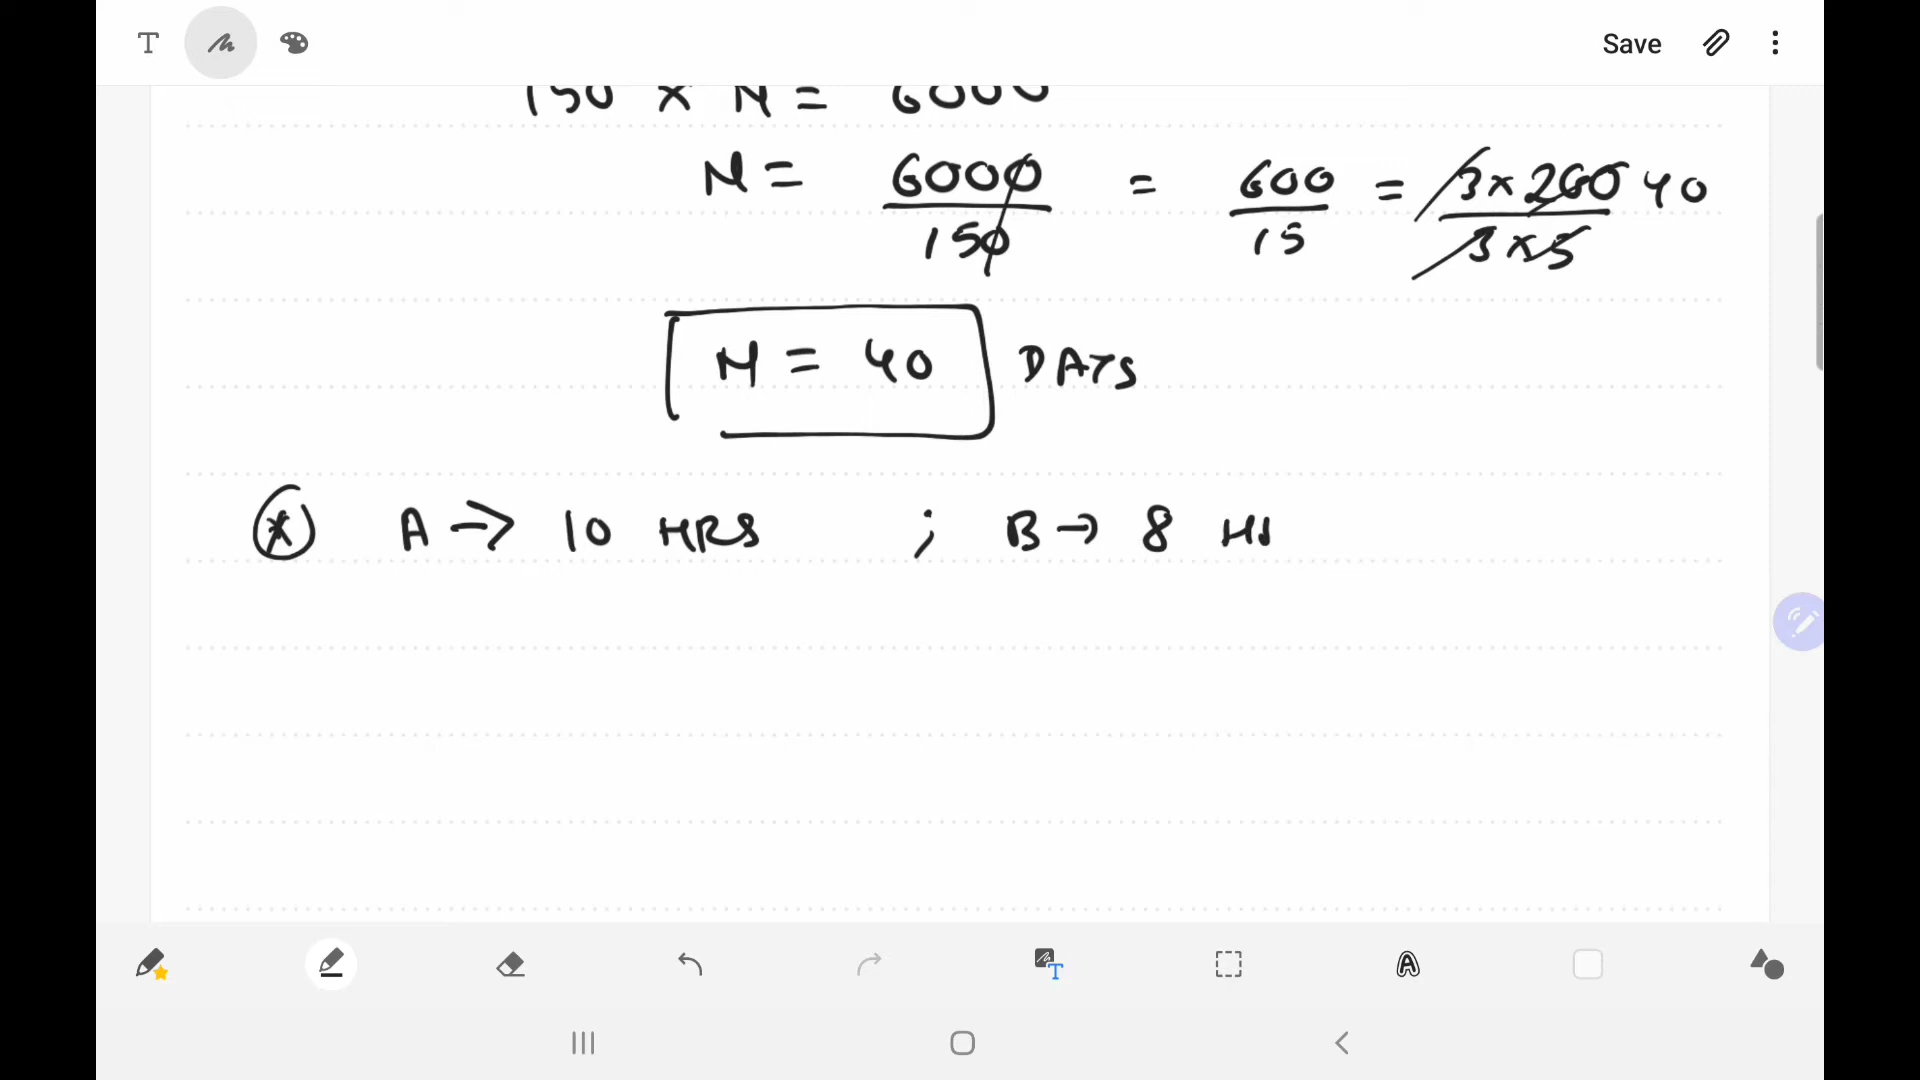 Save
150 × N = 6000
N = 6000 / 150 = 600 / 15 = 3 × 200 40 / 3 × 5
N = 40 DAYS
* A → 10 HRS ; B → 8 H